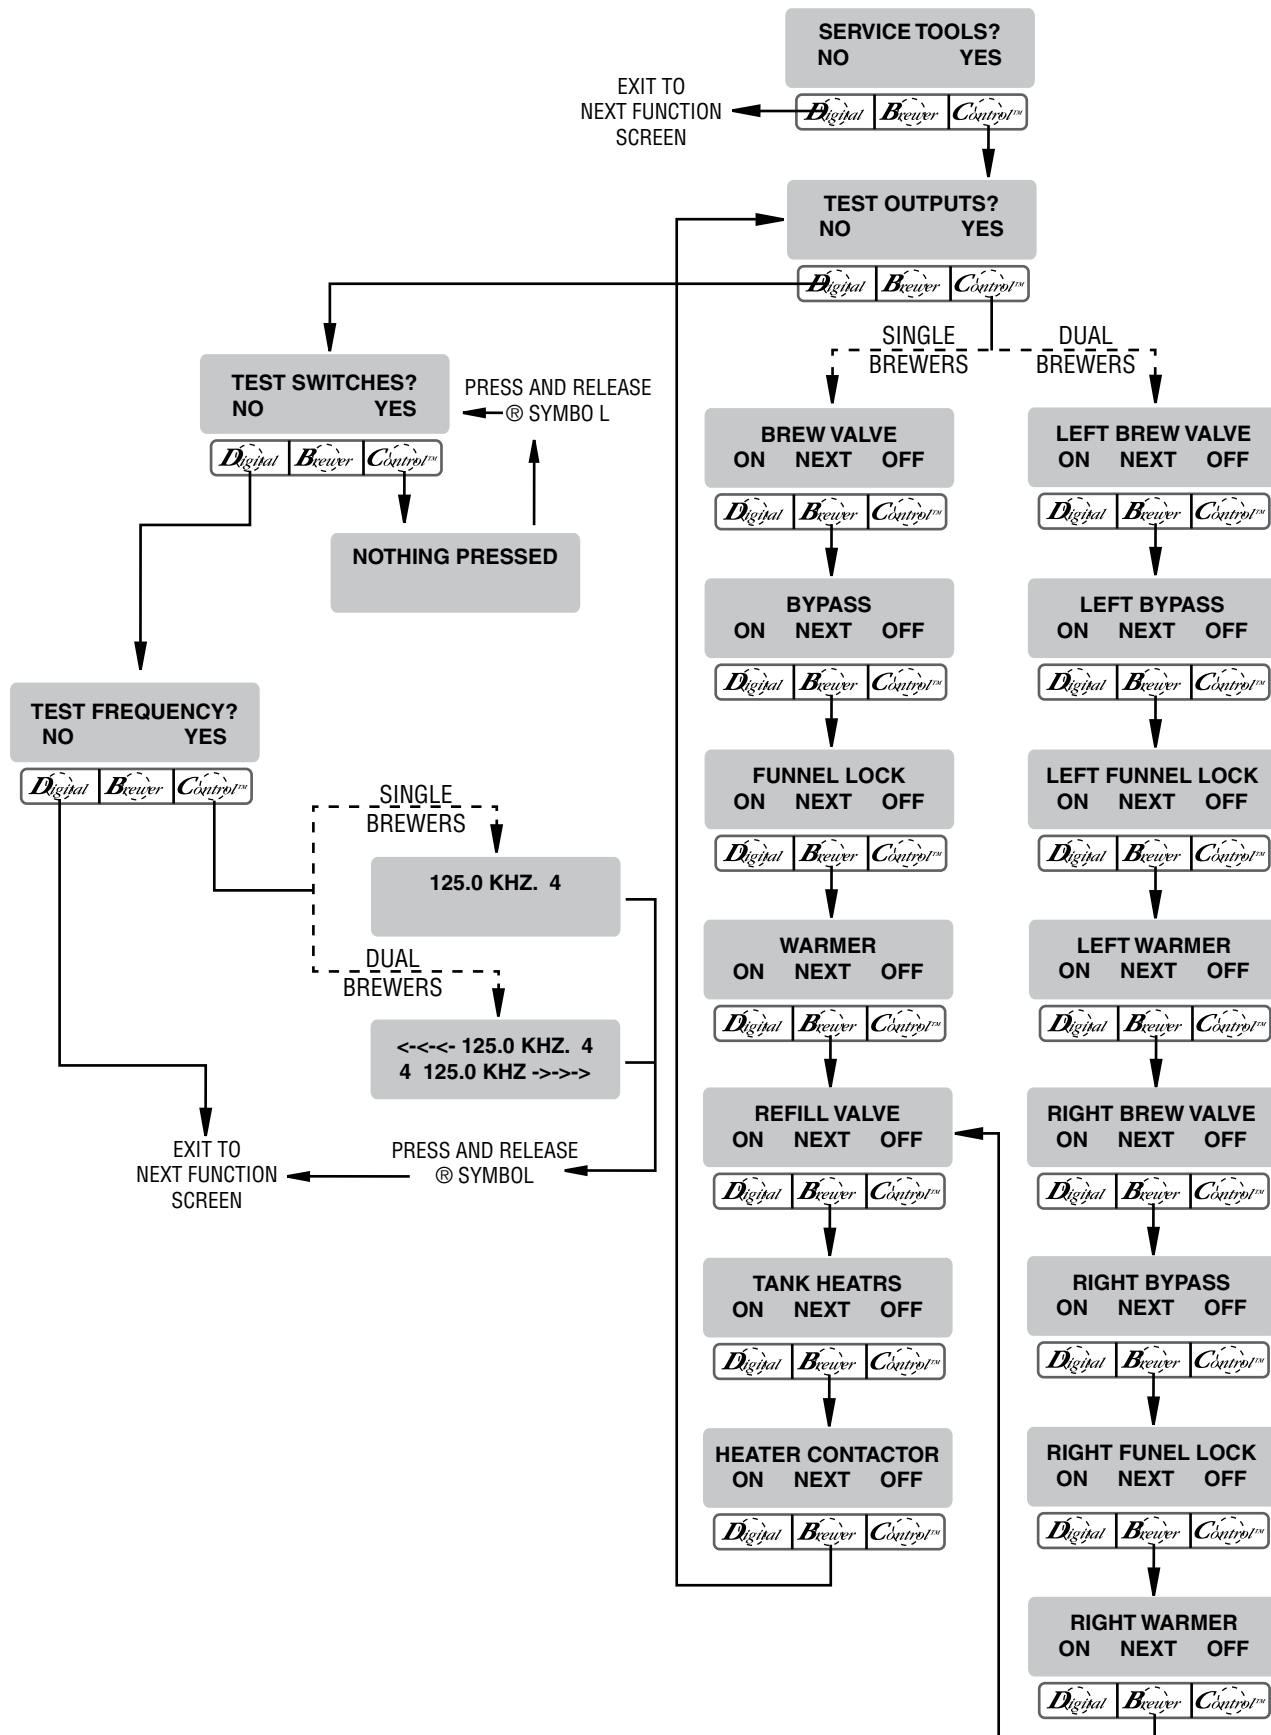 SERVICE TOOLS?
NO YES
EXIT TO
NEXT FUNCTION
SCREEN
Digital Brewer Control™
TEST OUTPUTS?
NO YES
Digital Brewer Control™
SINGLE
BREWERS
DUAL
BREWERS
TEST SWITCHES?
NO YES
Digital Brewer Control™
PRESS AND RELEASE
® SYMBO L
NOTHING PRESSED
TEST FREQUENCY?
NO YES
Digital Brewer Control™
SINGLE
BREWERS
125.0 KHZ. 4
DUAL
BREWERS
<-<-<- 125.0 KHZ. 4
4 125.0 KHZ ->->->
PRESS AND RELEASE
® SYMBOL
EXIT TO
NEXT FUNCTION
SCREEN
BREW VALVE
ON NEXT OFF
Digital Brewer Control™
BYPASS
ON NEXT OFF
Digital Brewer Control™
FUNNEL LOCK
ON NEXT OFF
Digital Brewer Control™
WARMER
ON NEXT OFF
Digital Brewer Control™
REFILL VALVE
ON NEXT OFF
Digital Brewer Control™
TANK HEATRS
ON NEXT OFF
Digital Brewer Control™
HEATER CONTACTOR
ON NEXT OFF
Digital Brewer Control™
LEFT BREW VALVE
ON NEXT OFF
Digital Brewer Control™
LEFT BYPASS
ON NEXT OFF
Digital Brewer Control™
LEFT FUNNEL LOCK
ON NEXT OFF
Digital Brewer Control™
LEFT WARMER
ON NEXT OFF
Digital Brewer Control™
RIGHT BREW VALVE
ON NEXT OFF
Digital Brewer Control™
RIGHT BYPASS
ON NEXT OFF
Digital Brewer Control™
RIGHT FUNEL LOCK
ON NEXT OFF
Digital Brewer Control™
RIGHT WARMER
ON NEXT OFF
Digital Brewer Control™